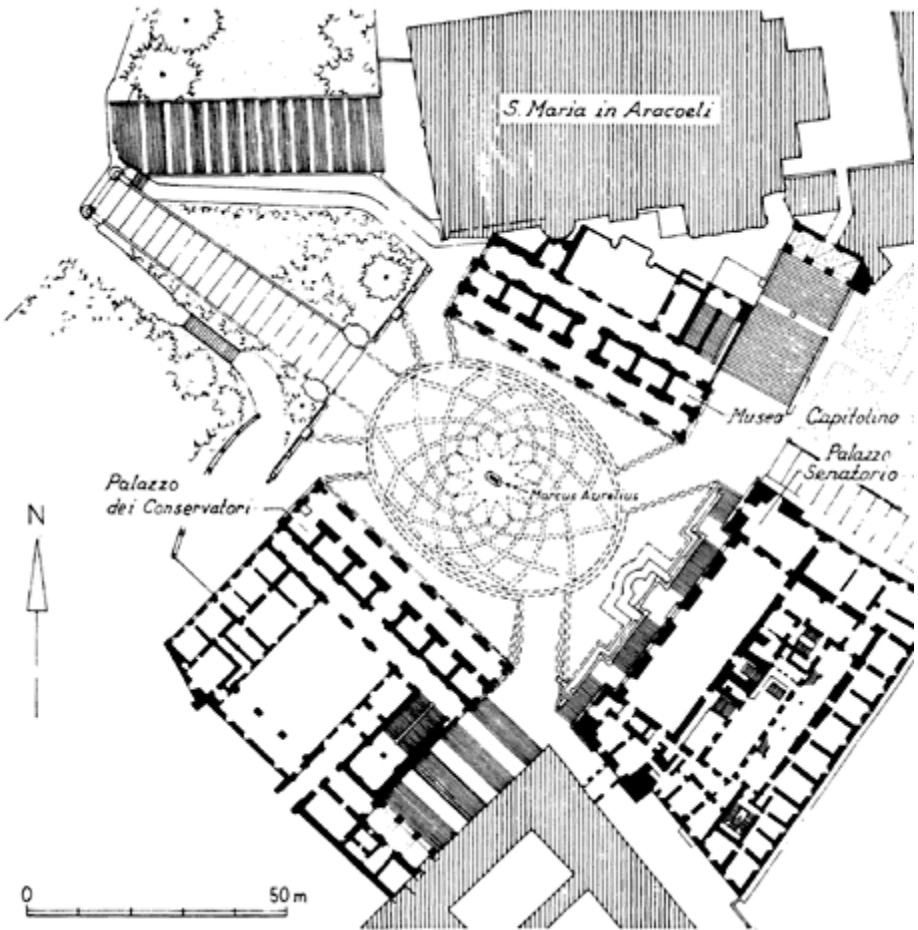 S. Maria in Aracoeli
Museo Capitolino
Palazzo
Senatorio
Palazzo
dei Conservatori
Marcus Aurelius
N
0 50 m